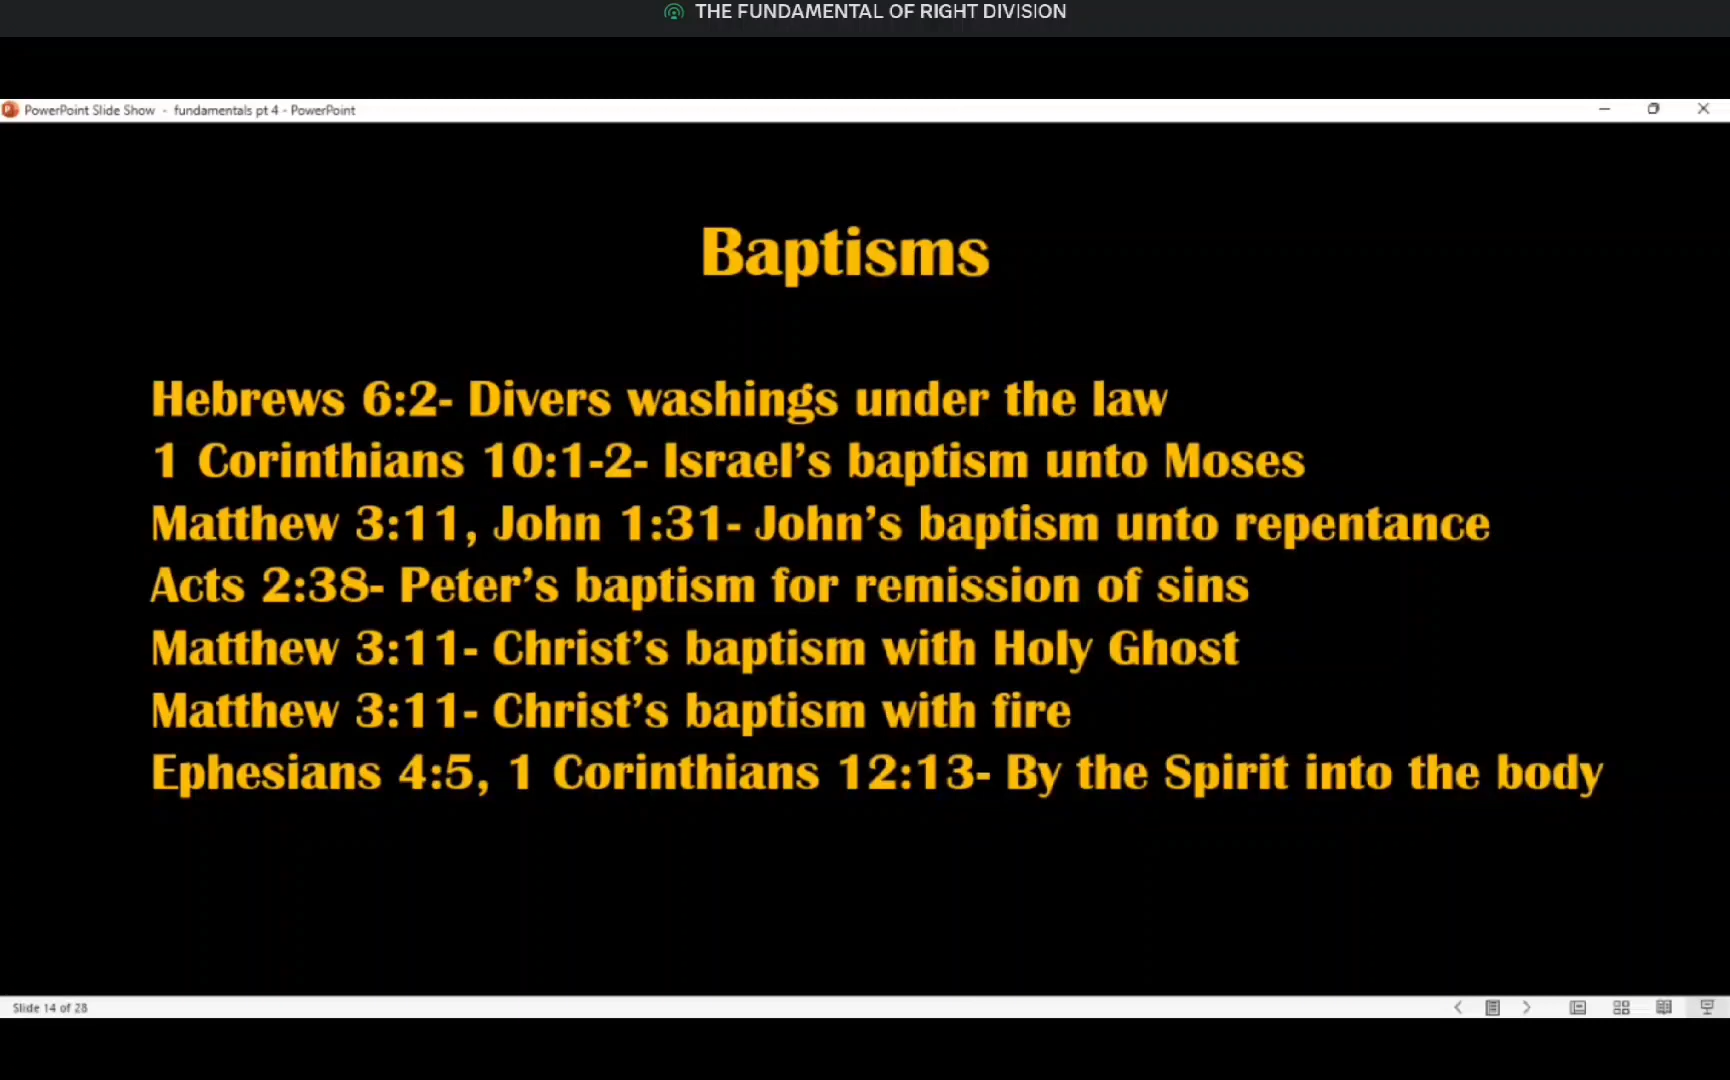 THE FUNDAMENTAL OF RIGHT DIVISION
PowerPoint Slide Show - fundamentals pt 4 - PowerPoint
Baptisms
Hebrews 6:2- Divers washings under the law
1 Corinthians 10:1-2- Israel’s baptism unto Moses
Matthew 3:11, John 1:31- John’s baptism unto repentance
Acts 2:38- Peter’s baptism for remission of sins
Matthew 3:11- Christ’s baptism with Holy Ghost
Matthew 3:11- Christ’s baptism with fire
Ephesians 4:5, 1 Corinthians 12:13- By the Spirit into the body
Slide 14 of 28